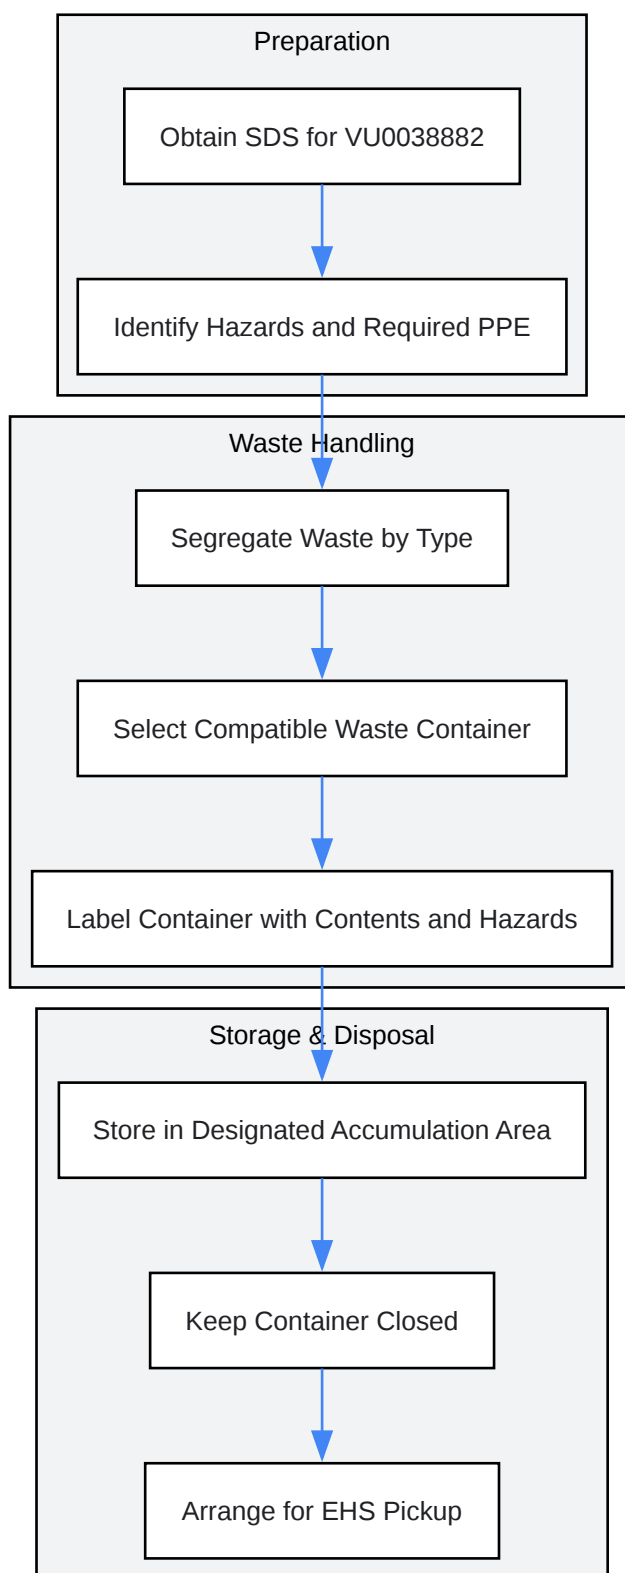 Preparation
Obtain SDS for VU0038882
Identify Hazards and Required PPE
Waste Handling
Segregate Waste by Type
Select Compatible Waste Container
Label Container with Contents and Hazards
Storage & Disposal
Store in Designated Accumulation Area
Keep Container Closed
Arrange for EHS Pickup